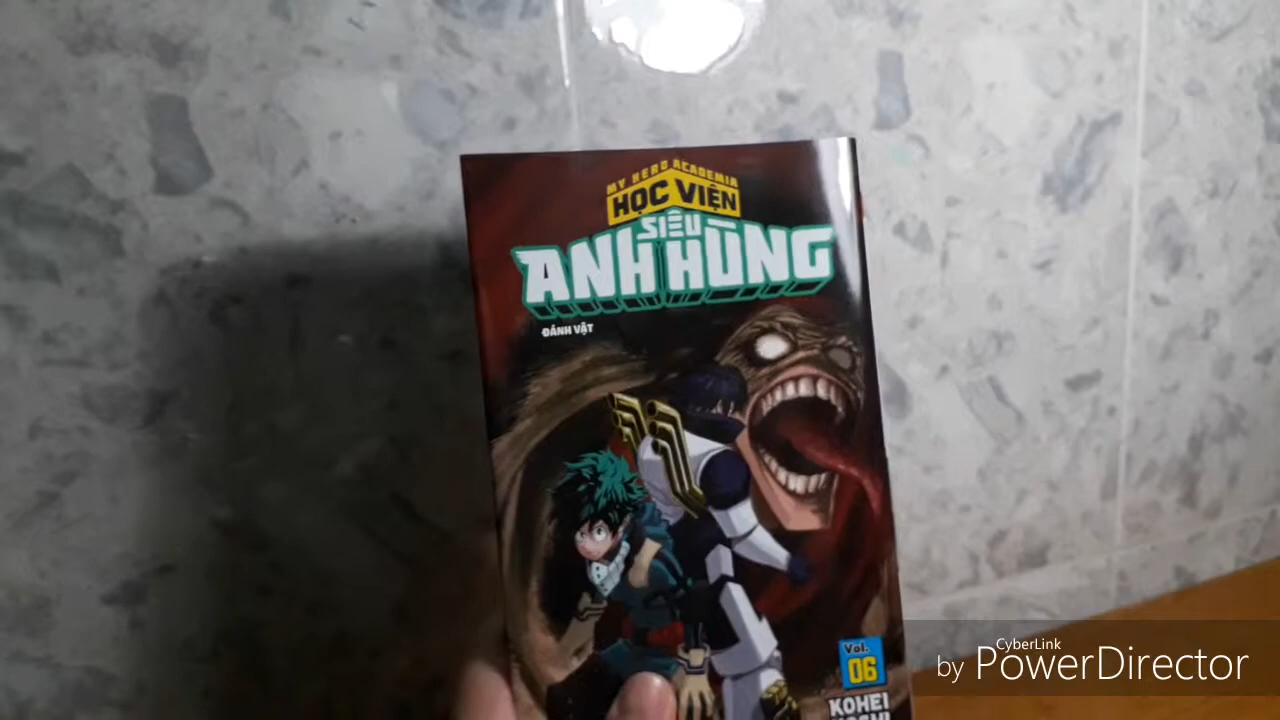 MY HERO ACADEMIA
HỌC VIỆN
SIÊU
ANH HÙNG
ĐÁNH VẬT
Vol.
06
KOHEI
CyberLink
by PowerDirector